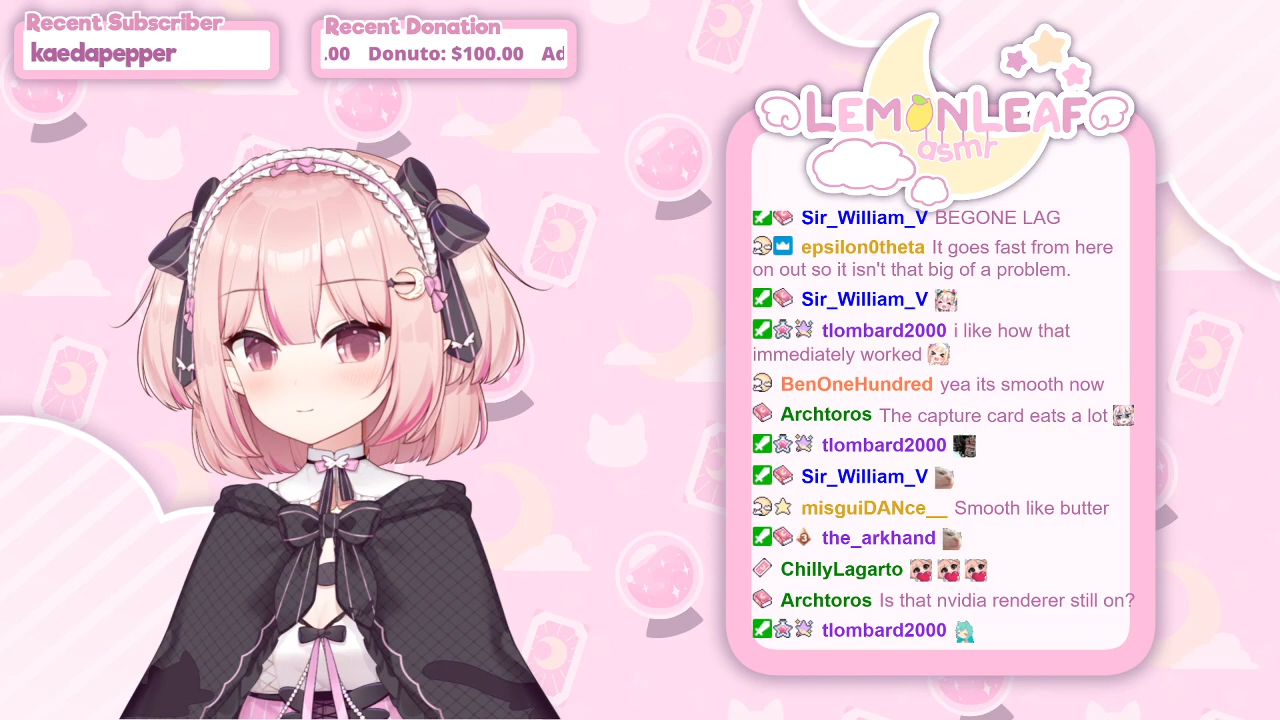 Recent Subscriber
kaedapepper
Recent Donation
.00 Donuto: $100.00 Ad
LEMONLEAF
asmr
Sir_William_V BEGONE LAG
epsilon0theta It goes fast from here
on out so it isn't that big of a problem.
Sir_William_V
tlombard2000 i like how that
immediately worked
BenOneHundred yea its smooth now
Archtoros The capture card eats a lot
tlombard2000
Sir_William_V
misguiDANce__ Smooth like butter
the_arkhand
ChillyLagarto
Archtoros Is that nvidia renderer still on?
tlombard2000